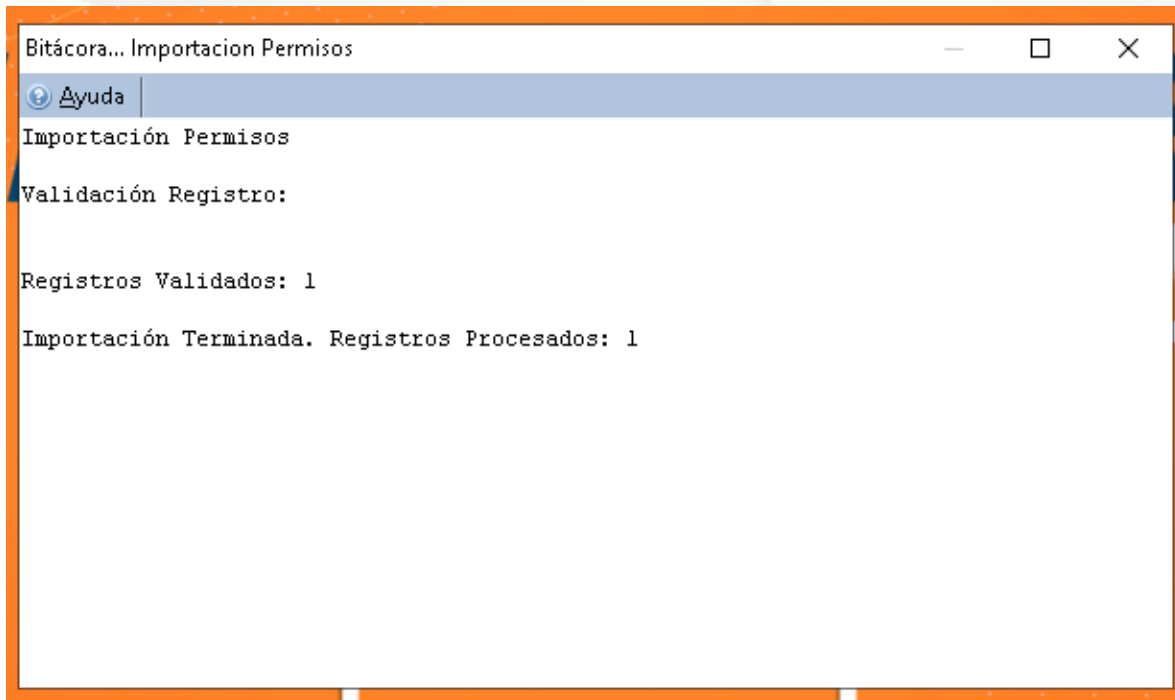 Bitácora... Importacion Permisos
Ayuda
Importación Permisos
Validación Registro:
Registros Validados: 1
Importación Terminada. Registros Procesados: 1